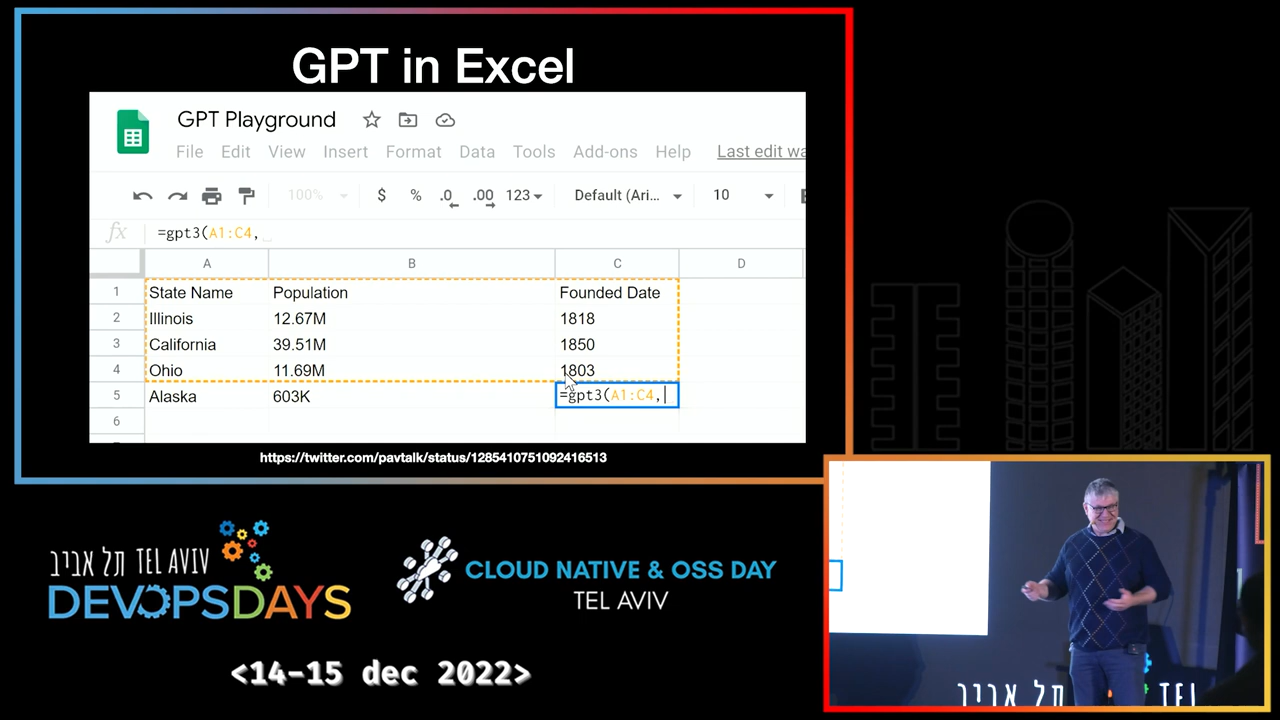 GPT in Excel
GPT Playground
File Edit View Insert Format Data Tools Add-ons Help Last edit wa
100% $ % .0 .00 123 Default (Ari... 10
fx =gpt3(A1:C4,
A B C D
1 State Name Population Founded Date
2 Illinois 12.67M 1818
3 California 39.51M 1850
4 Ohio 11.69M 1803
5 Alaska 603K =gpt3(A1:C4,
6
https://twitter.com/pavtalk/status/1285410751092416513
תל אביב TEL AVIV
DEVOPSDAYS
CLOUD NATIVE & OSS DAY
TEL AVIV
<14-15 dec 2022>
תל אביב TEL